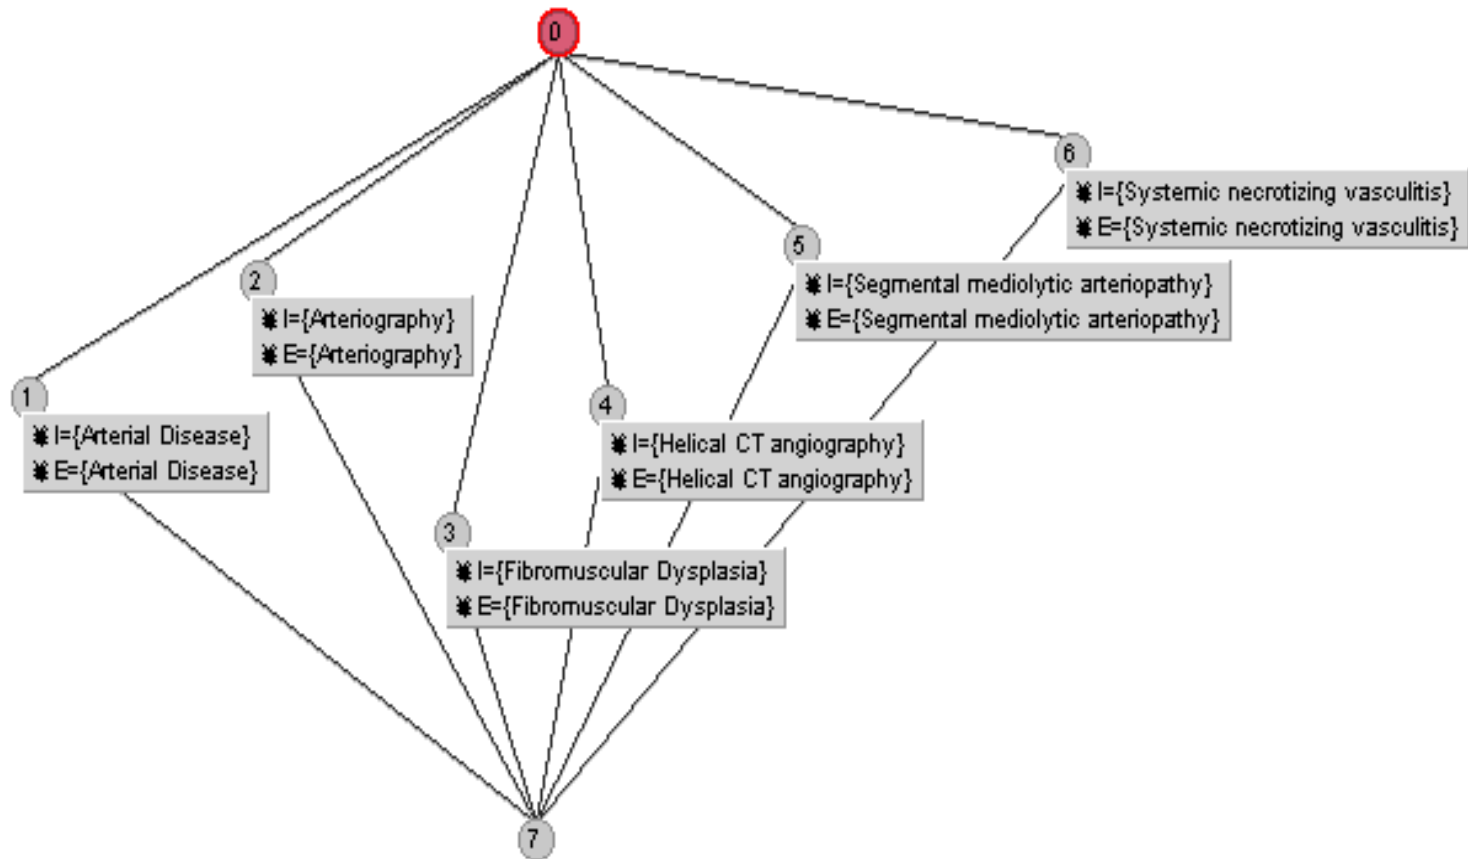 0
6
I={Systemic necrotizing vasculitis}
E={Systemic necrotizing vasculitis}
5
I={Segmental mediolytic arteriopathy}
E={Segmental mediolytic arteriopathy}
2
I={Arteriography}
E={Arteriography}
1
I={Arterial Disease}
E={Arterial Disease}
4
I={Helical CT angiography}
E={Helical CT angiography}
3
I={Fibromuscular Dysplasia}
E={Fibromuscular Dysplasia}
7